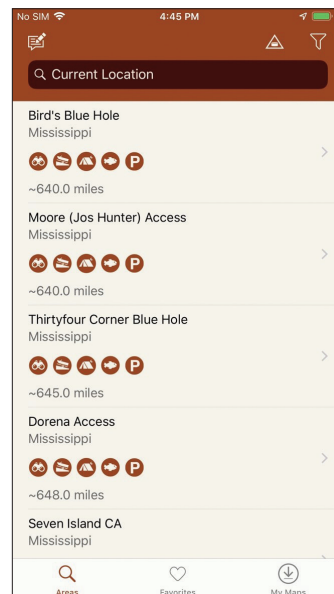 No SIM 4:45 PM
Current Location
Bird's Blue Hole
Mississippi
P
~640.0 miles
Moore (Jos Hunter) Access
Mississippi
P
~640.0 miles
Thirtyfour Corner Blue Hole
Mississippi
P
~645.0 miles
Dorena Access
Mississippi
P
~648.0 miles
Seven Island CA
Mississippi
Areas Favorites My Maps